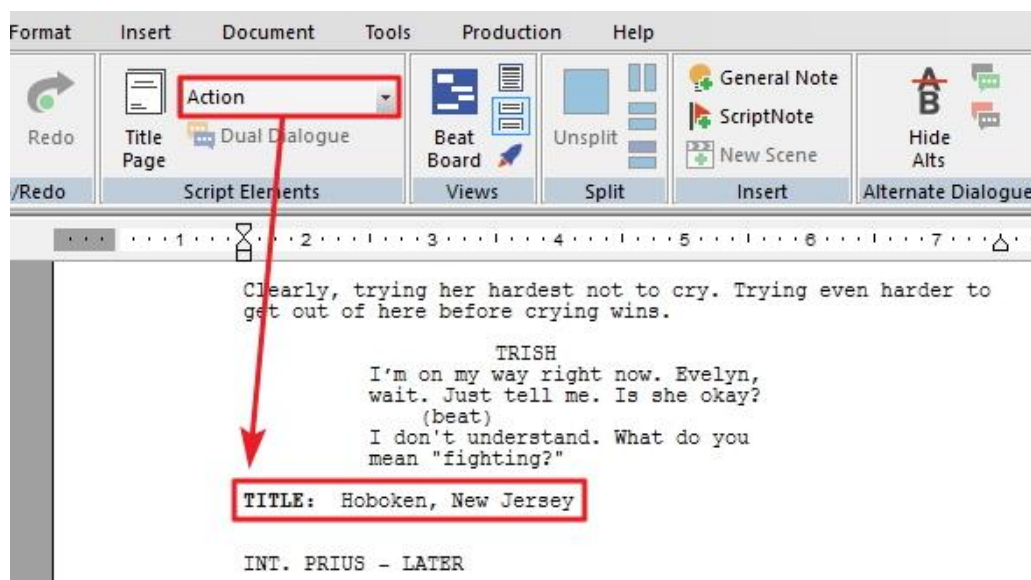 Format Insert Document Tools Production Help
Redo
Title Page
Action
Dual Dialogue
Beat Board
Unsplit
General Note
ScriptNote
New Scene
A
B
Hide Alts
/Redo Script Elements Views Split Insert Alternate Dialogue
1 2 3 4 5 6 7
Clearly, trying her hardest not to cry. Trying even harder to
get out of here before crying wins.
TRISH
I'm on my way right now. Evelyn,
wait. Just tell me. Is she okay?
(beat)
I don't understand. What do you
mean "fighting?"
TITLE: Hoboken, New Jersey
INT. PRIUS - LATER